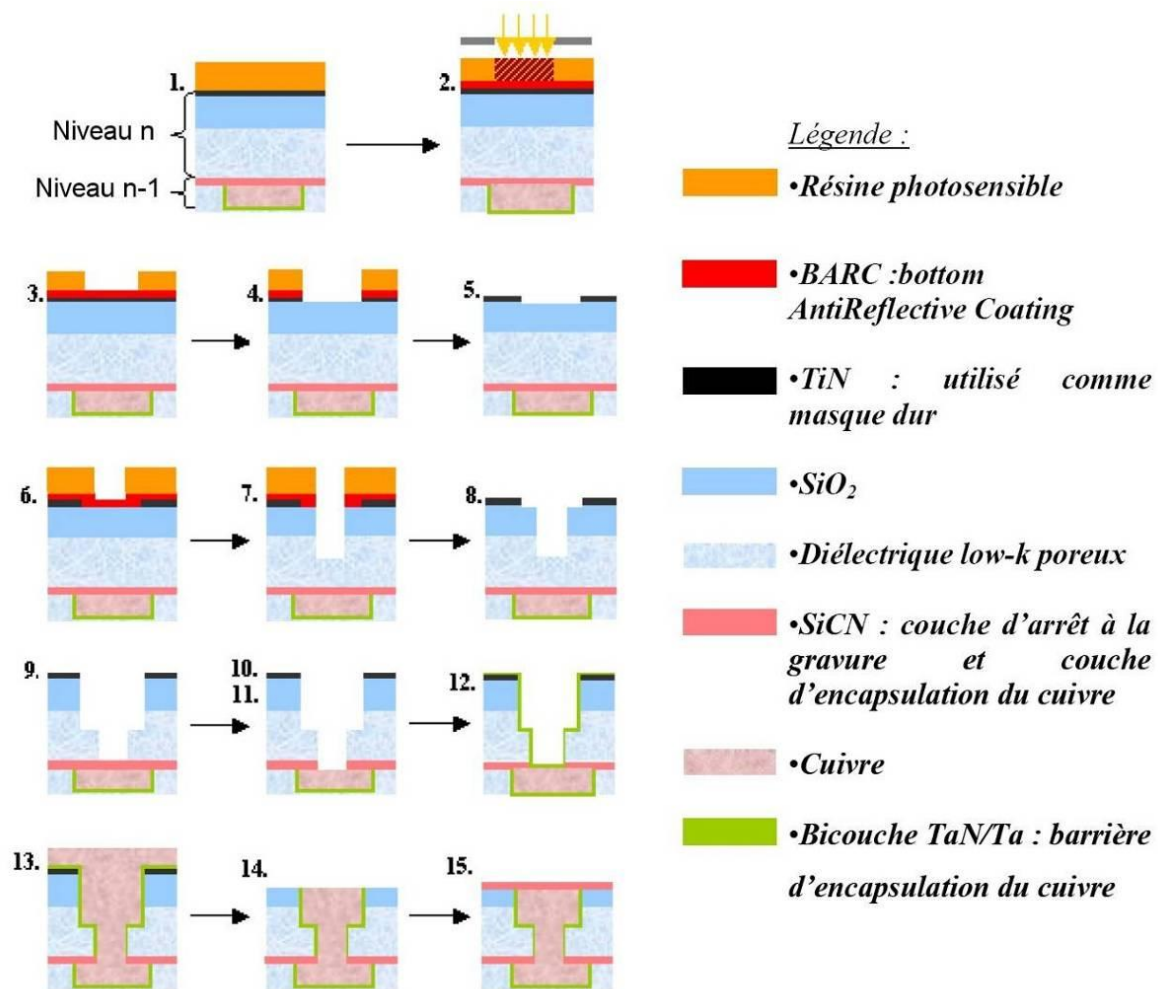 1.
2.
Niveau n
Niveau n-1
3.
4.
5.
6.
7.
8.
9.
10.
11.
12.
13.
14.
15.
Légende :
•Résine photosensible
•BARC :bottom
AntiReflective Coating
•TiN : utilisé comme
masque dur
•SiO2
•Diélectrique low-k poreux
•SiCN : couche d'arrêt à la
gravure et couche
d'encapsulation du cuivre
•Cuivre
•Bicouche TaN/Ta : barrière
d'encapsulation du cuivre